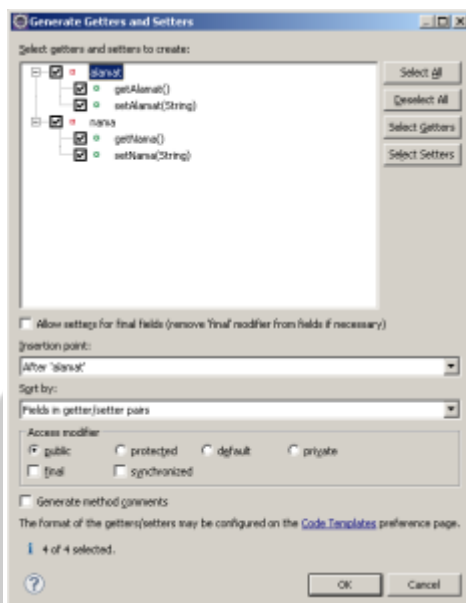 Generate Getters and Setters
Select getters and setters to create:
alamat
getAlamat()
setAlamat(String)
nama
getNama()
setNama(String)
Select All
Deselect All
Select Getters
Select Setters
Allow setters for final fields (remove 'final' modifier from fields if necessary)
Insertion point:
After 'alamat'
Sort by:
Fields in getter/setter pairs
Access modifier
public protected default private
final synchronized
Generate method comments
The format of the getters/setters may be configured on the Code Templates preference page.
i 4 of 4 selected.
?
OK Cancel